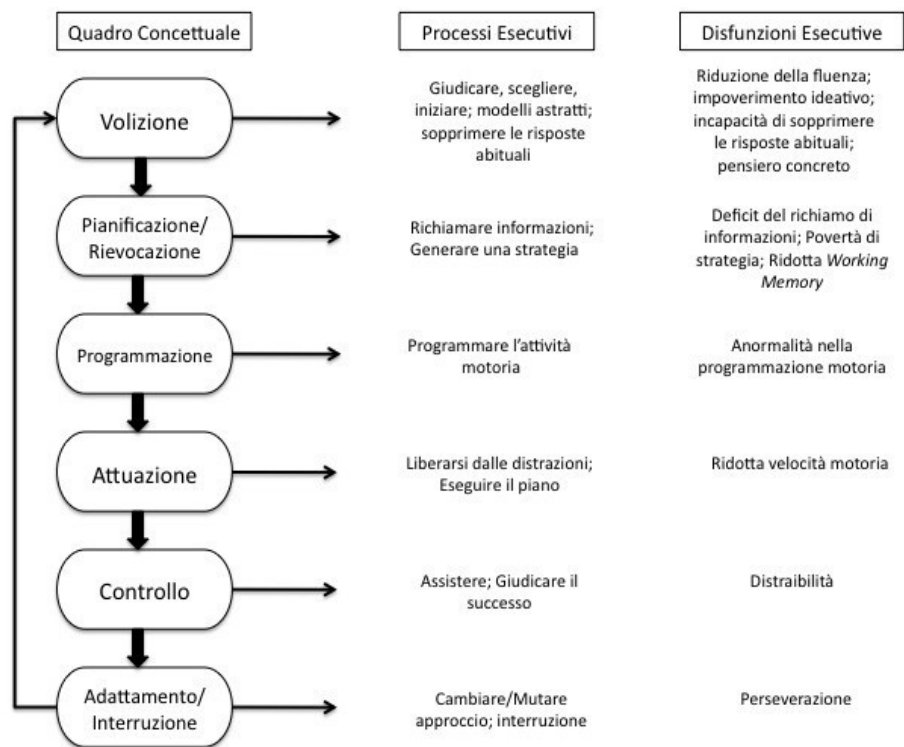 Quadro Concettuale
Processi Esecutivi
Disfunzioni Esecutive
Volizione
Giudicare, scegliere,
iniziare; modelli astratti;
sopprimere le risposte
abituali
Riduzione della fluenza;
impoverimento ideativo;
incapacità di sopprimere
le risposte abituali;
pensiero concreto
Pianificazione/
Rievocazione
Richiamare informazioni;
Generare una strategia
Deficit del richiamo di
informazioni; Povertà di
strategia; Ridotta Working
Memory
Programmazione
Programmare l'attività
motoria
Anormalità nella
programmazione motoria
Attuazione
Liberarsi dalle distrazioni;
Eseguire il piano
Ridotta velocità motoria
Controllo
Assistere; Giudicare il
successo
Distraibilità
Adattamento/
Interruzione
Cambiare/Mutare
approccio; interruzione
Perseverazione